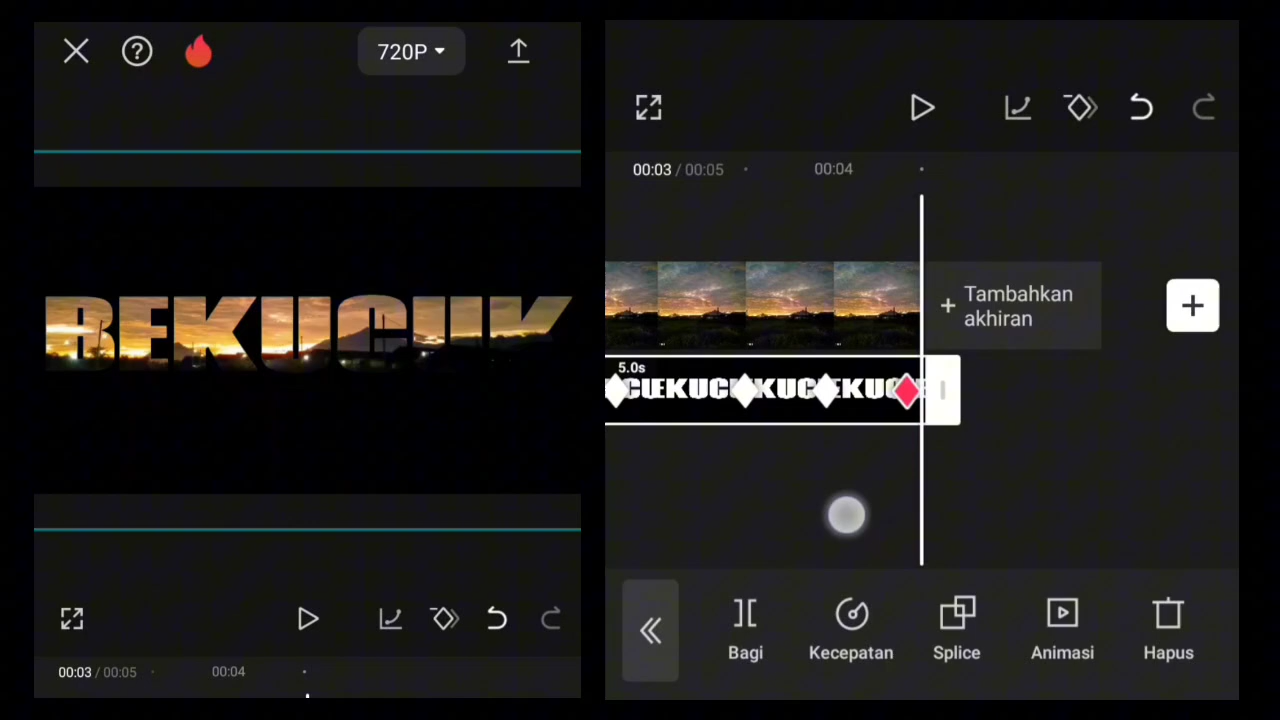 720P
BEKUCUK
00:03 / 00:05
00:04
00:03 / 00:05
00:04
+ Tambahkan
akhiran
+
5.0s
Bagi
Kecepatan
Splice
Animasi
Hapus